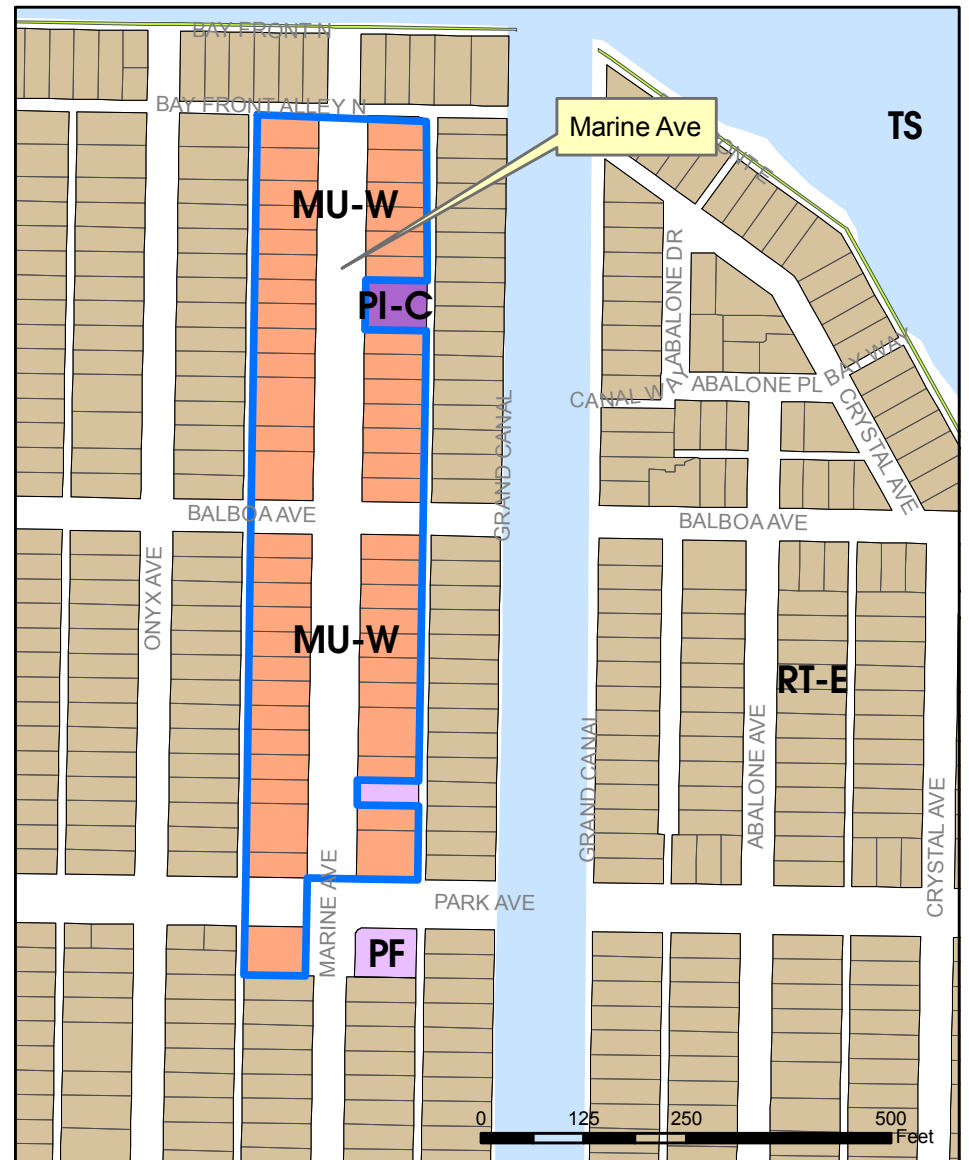 BAY FRONT N
BAY FRONT ALLEY N
Marine Ave
TS
MU-W
PI-C
ABALONE DR
CANAL WAY
ABALONE PL
BAY WAY
CRYSTAL AVE
GRAND CANAL
BALBOA AVE
BALBOA AVE
ONYX AVE
MU-W
RT-E
GRAND CANAL
ABALONE AVE
CRYSTAL AVE
MARINE AVE
PARK AVE
PF
0 125 250 500
Feet